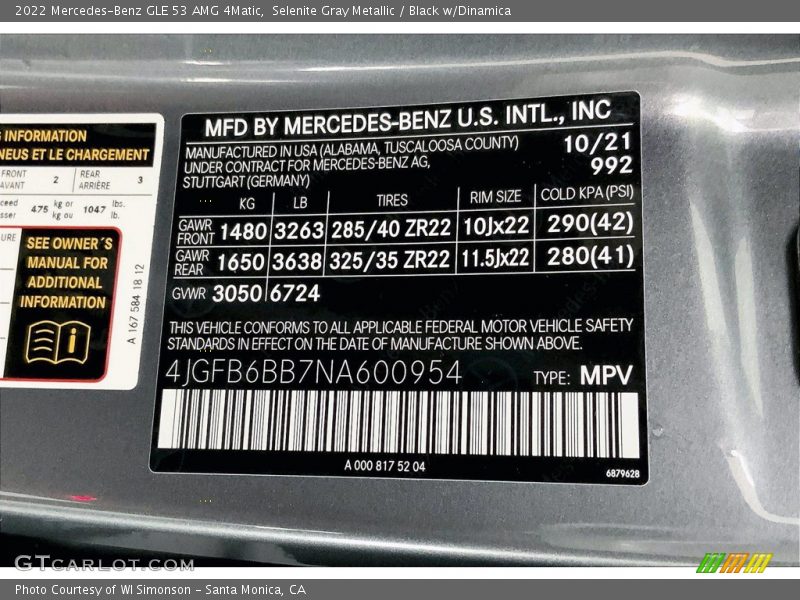 2022 Mercedes-Benz GLE 53 AMG 4Matic,  Selenite Gray Metallic / Black w/Dinamica
INFORMATION
NEUS ET LE CHARGEMENT
FRONT
AVANT
2
REAR
ARRIÈRE
3
475
kg or
kg ou
1047
lbs.
lb.
SEE OWNER´S
MANUAL FOR
ADDITIONAL
INFORMATION
A 167 584 18 12
MFD BY MERCEDES-BENZ U.S. INTL., INC
MANUFACTURED IN USA (ALABAMA, TUSCALOOSA COUNTY) 10/21
UNDER CONTRACT FOR MERCEDES-BENZ AG, 992
STUTTGART (GERMANY)
KG LB TIRES RIM SIZE COLD KPA (PSI)
GAWR
FRONT 1480 3263 285/40 ZR22 10Jx22 290(42)
GAWR
REAR 1650 3638 325/35 ZR22 11.5Jx22 280(41)
GVWR 3050 6724
THIS VEHICLE CONFORMS TO ALL APPLICABLE FEDERAL MOTOR VEHICLE SAFETY
STANDARDS IN EFFECT ON THE DATE OF MANUFACTURE SHOWN ABOVE.
4JGFB6BB7NA600954 TYPE: MPV
A 000 817 52 04
6879628
GTCARLOT.COM
Photo Courtesy of WI Simonson - Santa Monica, CA